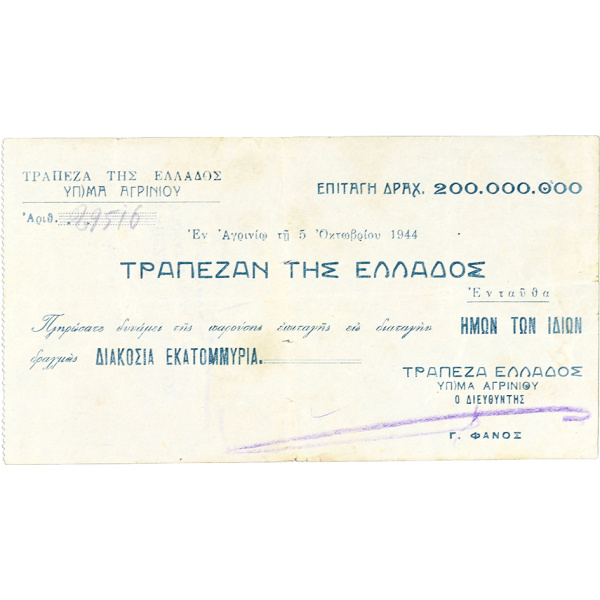 ΤΡΑΠΕΖΑ ΤΗΣ ΕΛΛΑΔΟΣ
ΥΠ)ΜΑ ΑΓΡΙΝΙΟΥ
ΕΠΙΤΑΓΗ ΔΡΑΧ. 200.000.000
Ἀριθ. 29516
Ἐν Ἀγρινίῳ τῇ 5 Ὀκτωβρίου 1944
ΤΡΑΠΕΖΑΝ ΤΗΣ ΕΛΛΑΔΟΣ
Ἐνταῦθα
Πληρώσατε δυνάμει τῆς παρούσης ἐπιταγῆς εἰς διαταγὴν ΗΜΩΝ ΤΩΝ ΙΔΙΩΝ
δραχμὰς ΔΙΑΚΟΣΙΑ ΕΚΑΤΟΜΜΥΡΙΑ.
ΤΡΑΠΕΖΑ ΕΛΛΑΔΟΣ
ΥΠ)ΜΑ ΑΓΡΙΝΙΟΥ
Ο ΔΙΕΥΘΥΝΤΗΣ
Γ. ΦΑΝΟΣ